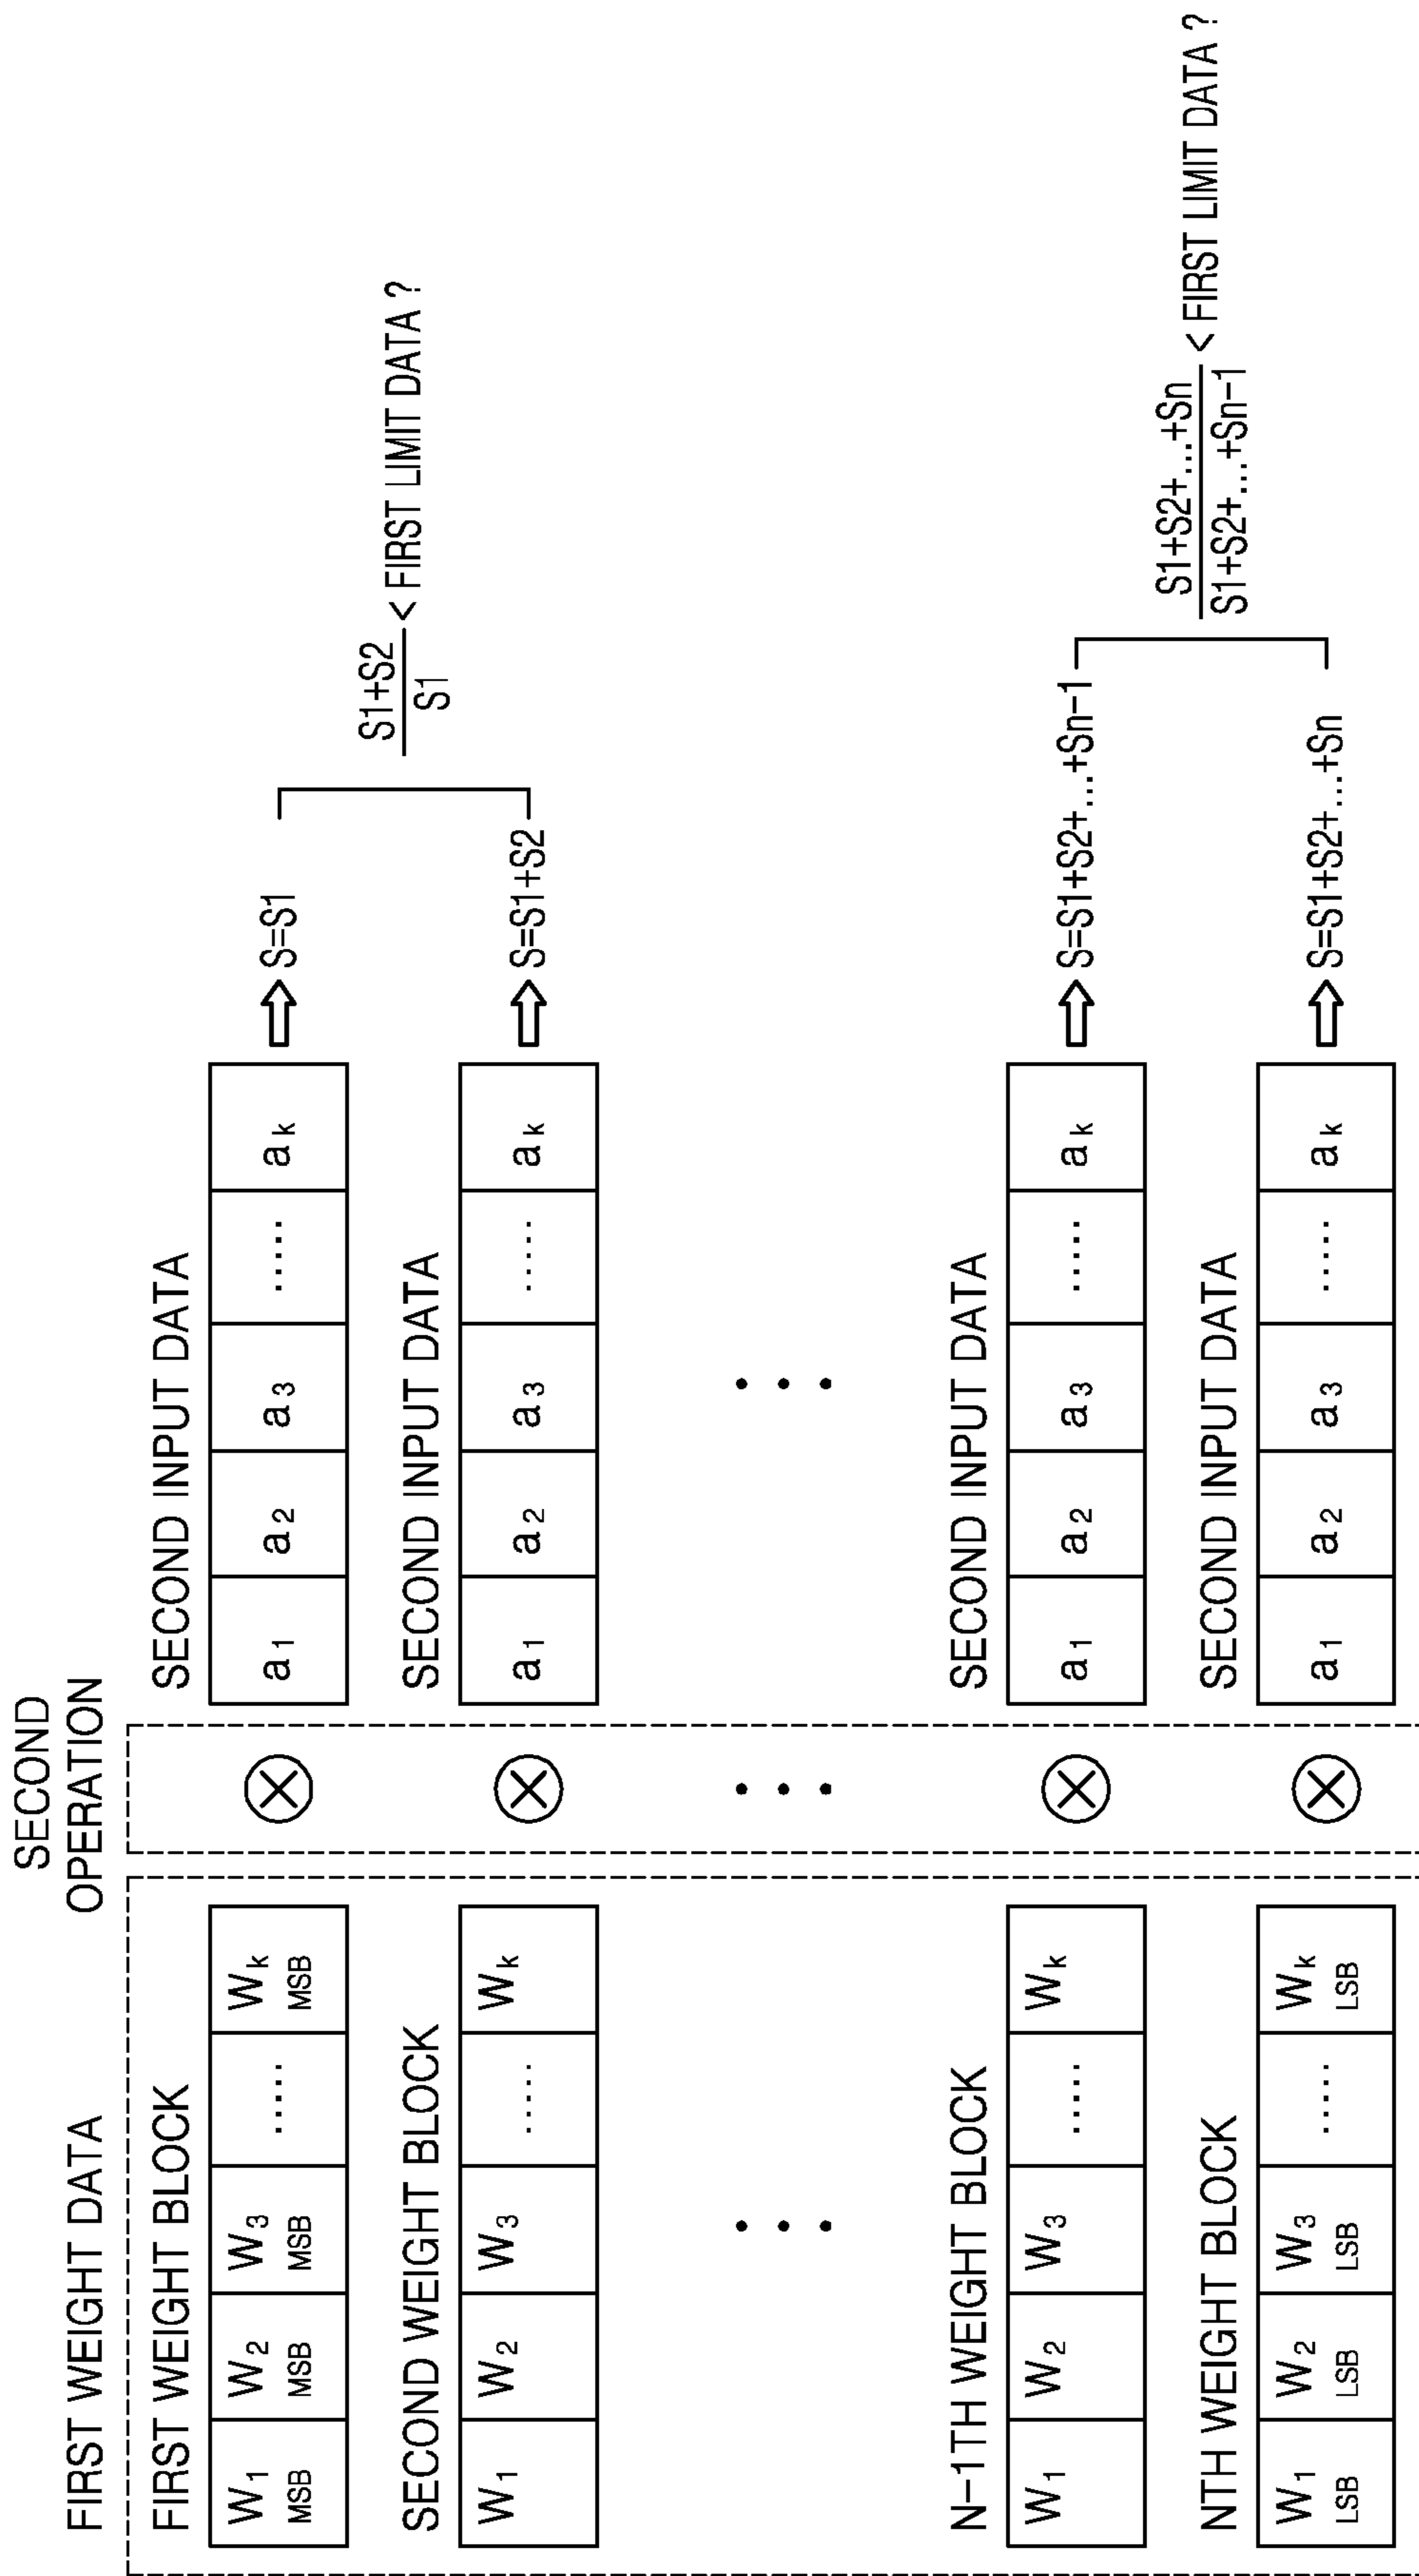 SECOND
OPERATION
FIRST WEIGHT DATA
FIRST WEIGHT BLOCK
SECOND INPUT DATA
W1 MSB W2 MSB W3 MSB ..... Wk MSB
a1 a2 a3 ..... ak
S=S1
SECOND WEIGHT BLOCK
SECOND INPUT DATA
W1 W2 W3 ..... Wk
a1 a2 a3 ..... ak
S=S1+S2
S1+S2
S1
< FIRST LIMIT DATA ?
N-1TH WEIGHT BLOCK
SECOND INPUT DATA
W1 W2 W3 ..... Wk
a1 a2 a3 ..... ak
S=S1+S2+...+Sn-1
NTH WEIGHT BLOCK
SECOND INPUT DATA
W1 LSB W2 LSB W3 LSB ..... Wk LSB
a1 a2 a3 ..... ak
S=S1+S2+...+Sn
S1+S2+...+Sn
S1+S2+...+Sn-1
< FIRST LIMIT DATA ?